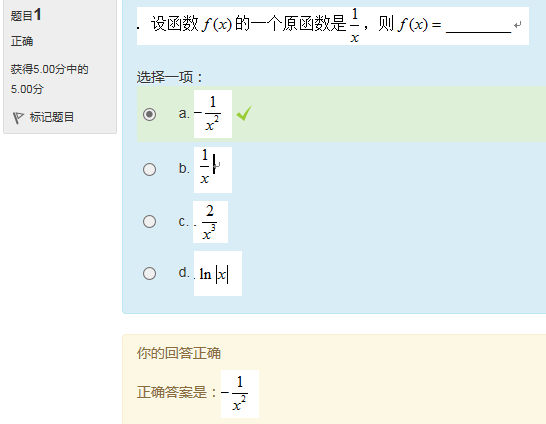 题目1
正确
获得5.00分中的
5.00分
标记题目
. 设函数 f(x) 的一个原函数是 1/x ，则 f(x) = ________ ↵
选择一项：
a. -1/x²
b. 1/x ↵
c. . 2/x³
d. . ln |x|
你的回答正确
正确答案是：-1/x²